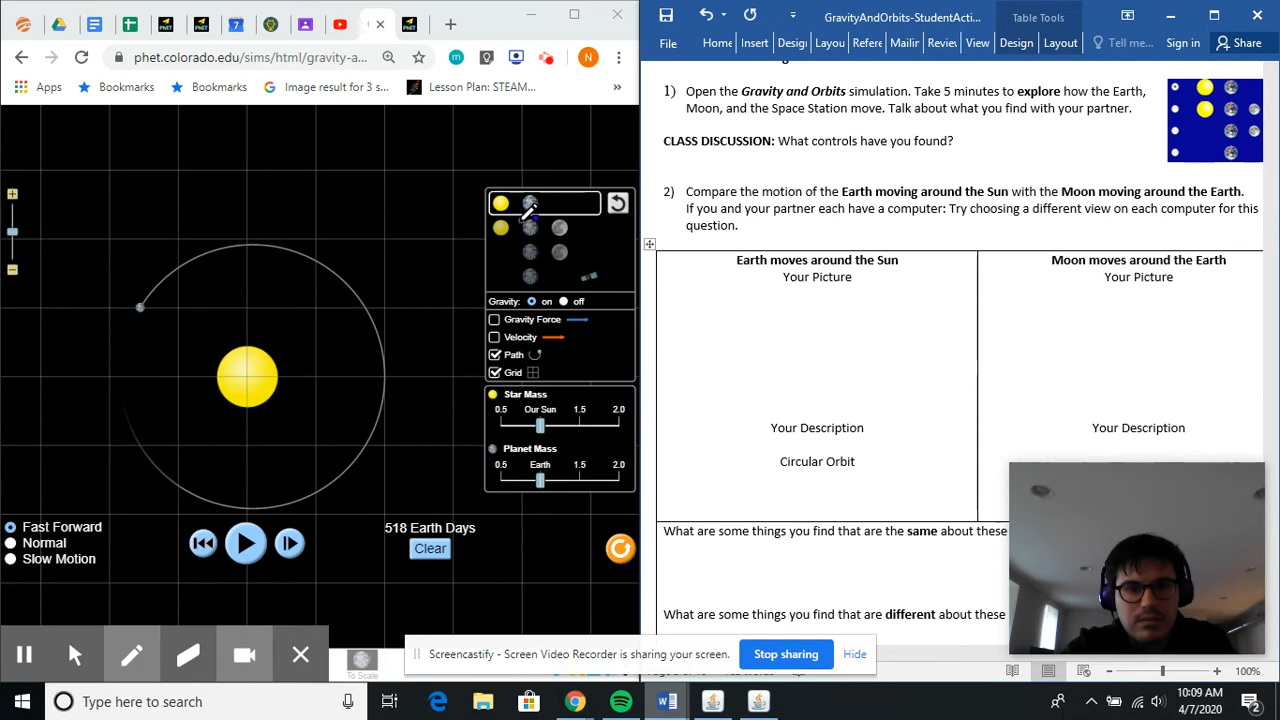 GravityAndOrbits-StudentActi...
Table Tools
phet.colorado.edu/sims/html/gravity-a...
N
File
Home
Insert
Design
Layou
Refere
Mailir
Reviev
View
Design
Layout
Tell me...
Sign in
Share
Apps
Bookmarks
Bookmarks
Image result for 3 s
Lesson Plan: STEAM...
1) Open the Gravity and Orbits simulation. Take 5 minutes to explore how the Earth,
Moon, and the Space Station move. Talk about what you find with your partner.
CLASS DISCUSSION: What controls have you found?
2) Compare the motion of the Earth moving around the Sun with the Moon moving around the Earth.
If you and your partner each have a computer: Try choosing a different view on each computer for this
question.
Earth moves around the Sun
Your Picture
Your Description
Circular Orbit
Moon moves around the Earth
Your Picture
Your Description
What are some things you find that are the same about these
What are some things you find that are different about these
Gravity: on off
Gravity Force
Velocity
Path
Grid
Star Mass
0.5 Our Sun 1.5 2.0
Planet Mass
0.5 Earth 1.5 2.0
Fast Forward
Normal
Slow Motion
518 Earth Days
Clear
To Scale
Screencastify - Screen Video Recorder is sharing your screen.
Stop sharing
Hide
100%
Type here to search
10:09 AM
4/7/2020
2